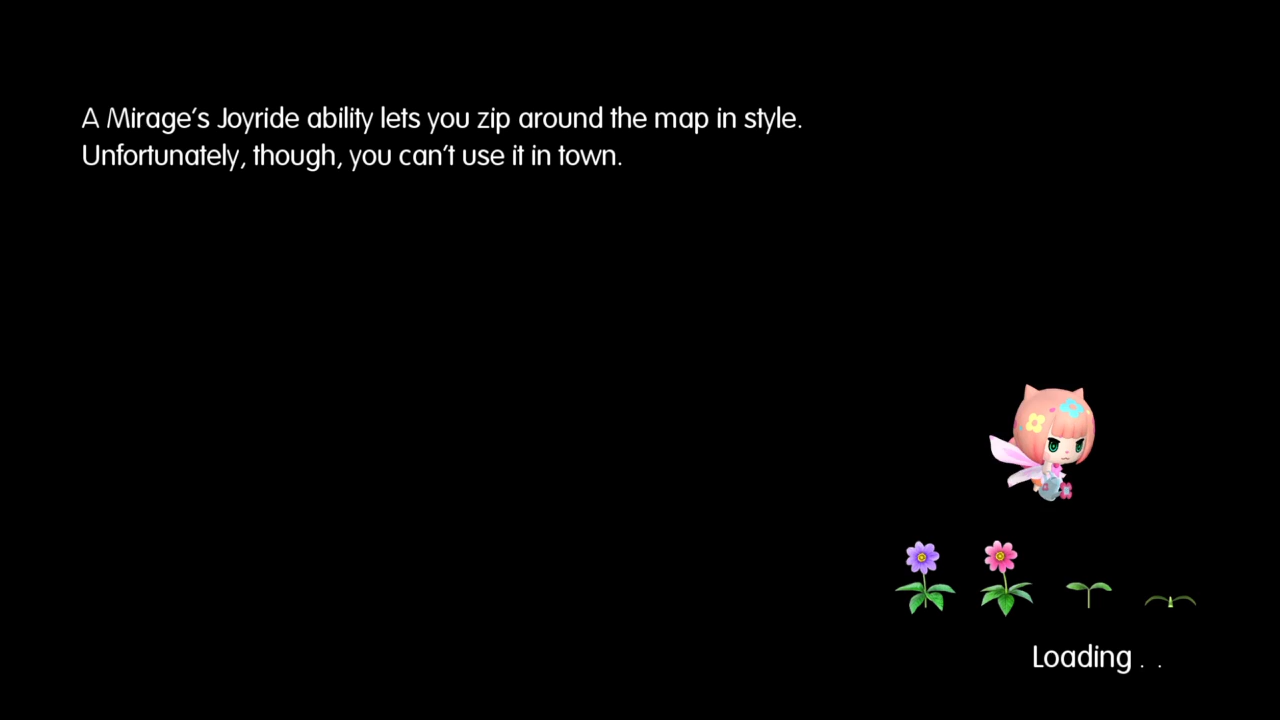 A Mirage's Joyride ability lets you zip around the map in style.
Unfortunately, though, you can't use it in town.
Loading . .